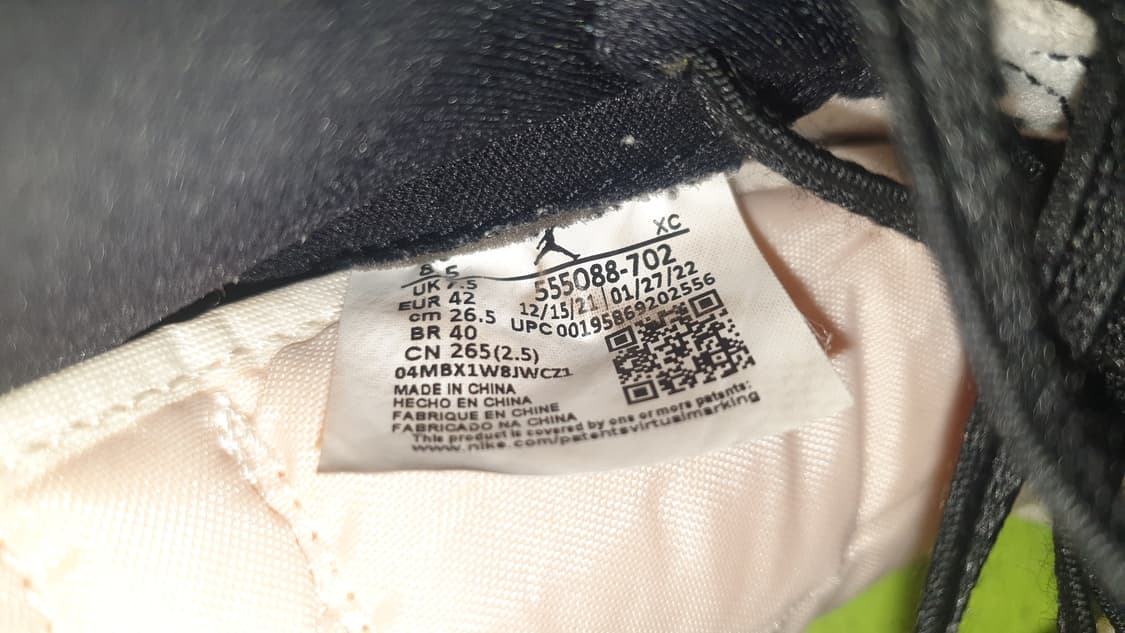 XC
8.5
UK 7.5
EUR 42
cm 26.5
BR 40
CN 265(2.5)
555088-702
12/15/21 01/27/22
UPC 00195869202556
04MBX1W8JWCZ1
MADE IN CHINA
HECHO EN CHINA
FABRIQUE EN CHINE
FABRICADO NA CHINA
This product is covered by one or more patents:
www.nike.com/patentsvirtualmarking